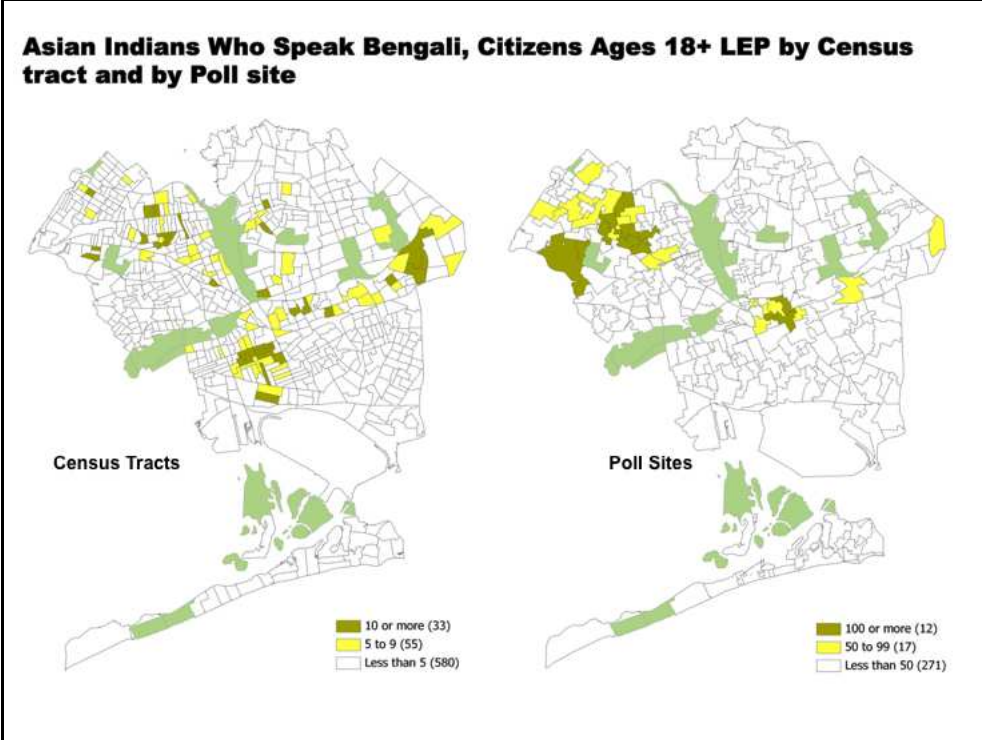 Asian Indians Who Speak Bengali, Citizens Ages 18+ LEP by Census
tract and by Poll site
Census Tracts
Poll Sites
10 or more (33)
5 to 9 (55)
Less than 5 (580)
100 or more (12)
50 to 99 (17)
Less than 50 (271)